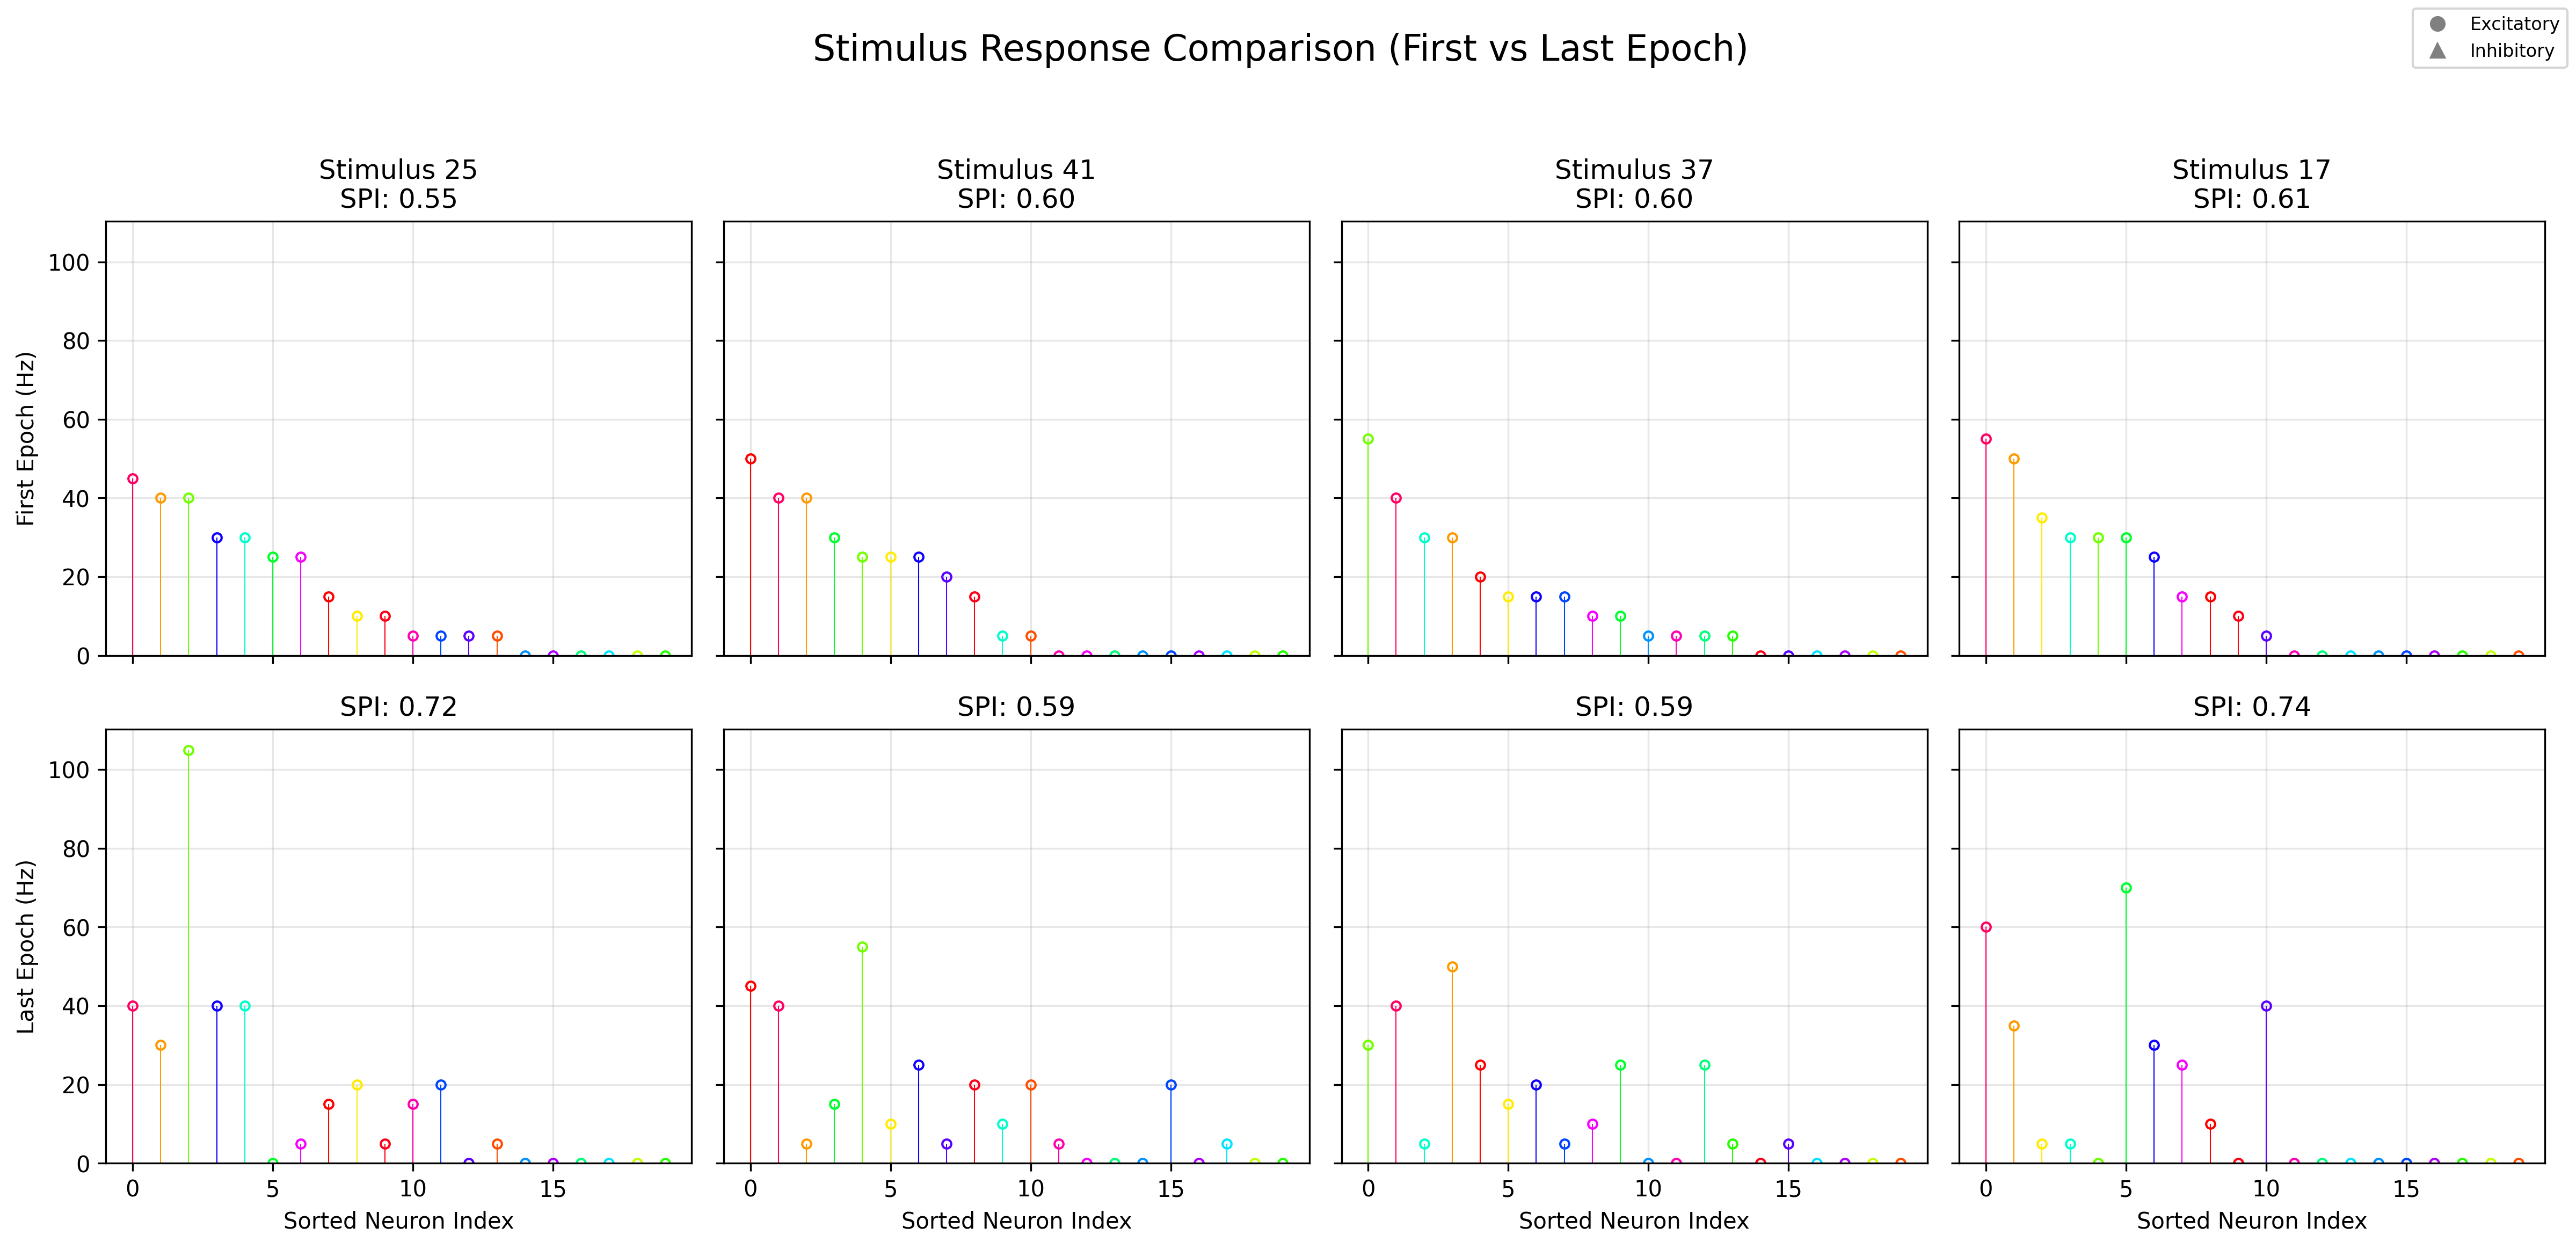 Stimulus Response Comparison (First vs Last Epoch)
Excitatory
Inhibitory
Stimulus 25
SPI: 0.55
Stimulus 41
SPI: 0.60
Stimulus 37
SPI: 0.60
Stimulus 17
SPI: 0.61
First Epoch (Hz)
100
80
60
40
20
0
SPI: 0.72
SPI: 0.59
SPI: 0.59
SPI: 0.74
Last Epoch (Hz)
100
80
60
40
20
0
0 5 10 15
0 5 10 15
0 5 10 15
0 5 10 15
Sorted Neuron Index
Sorted Neuron Index
Sorted Neuron Index
Sorted Neuron Index